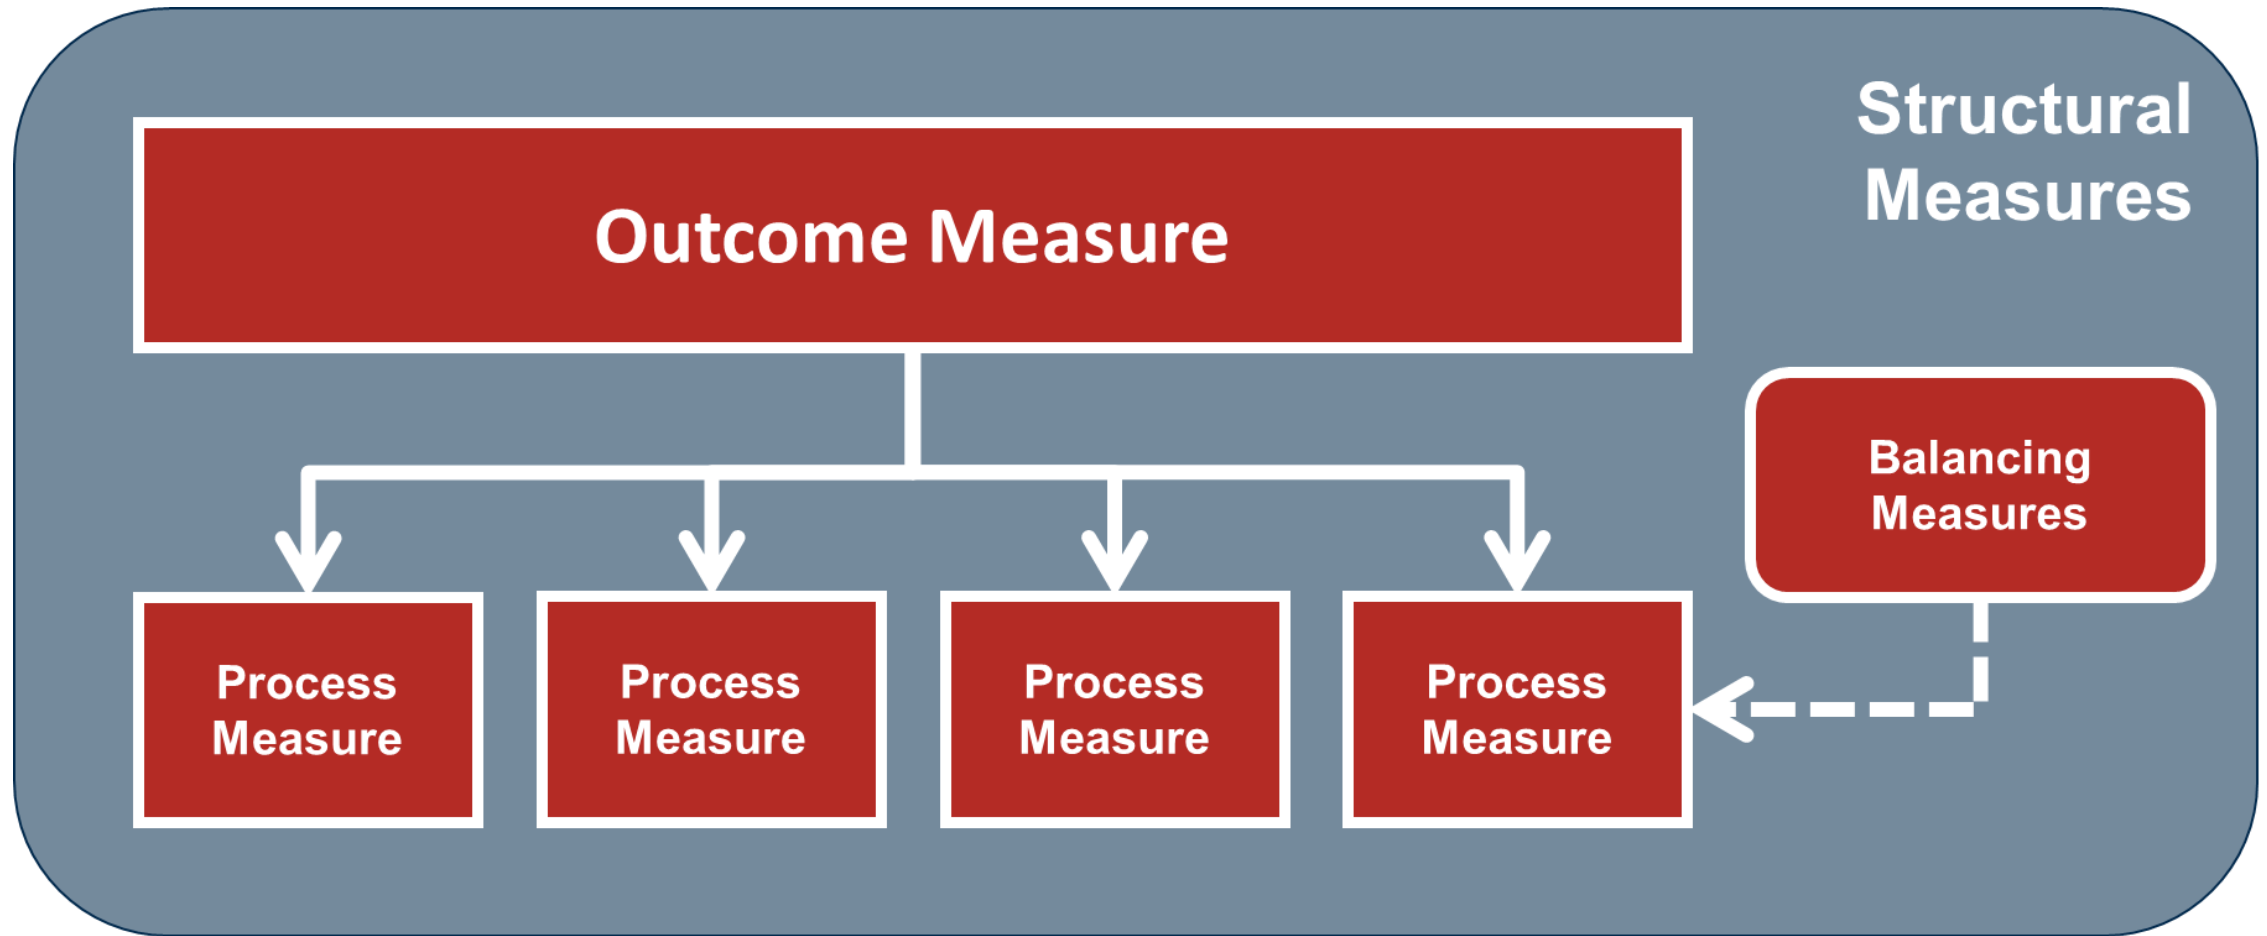 Structural
Measures
Outcome Measure
Balancing
Measures
Process
Measure
Process
Measure
Process
Measure
Process
Measure